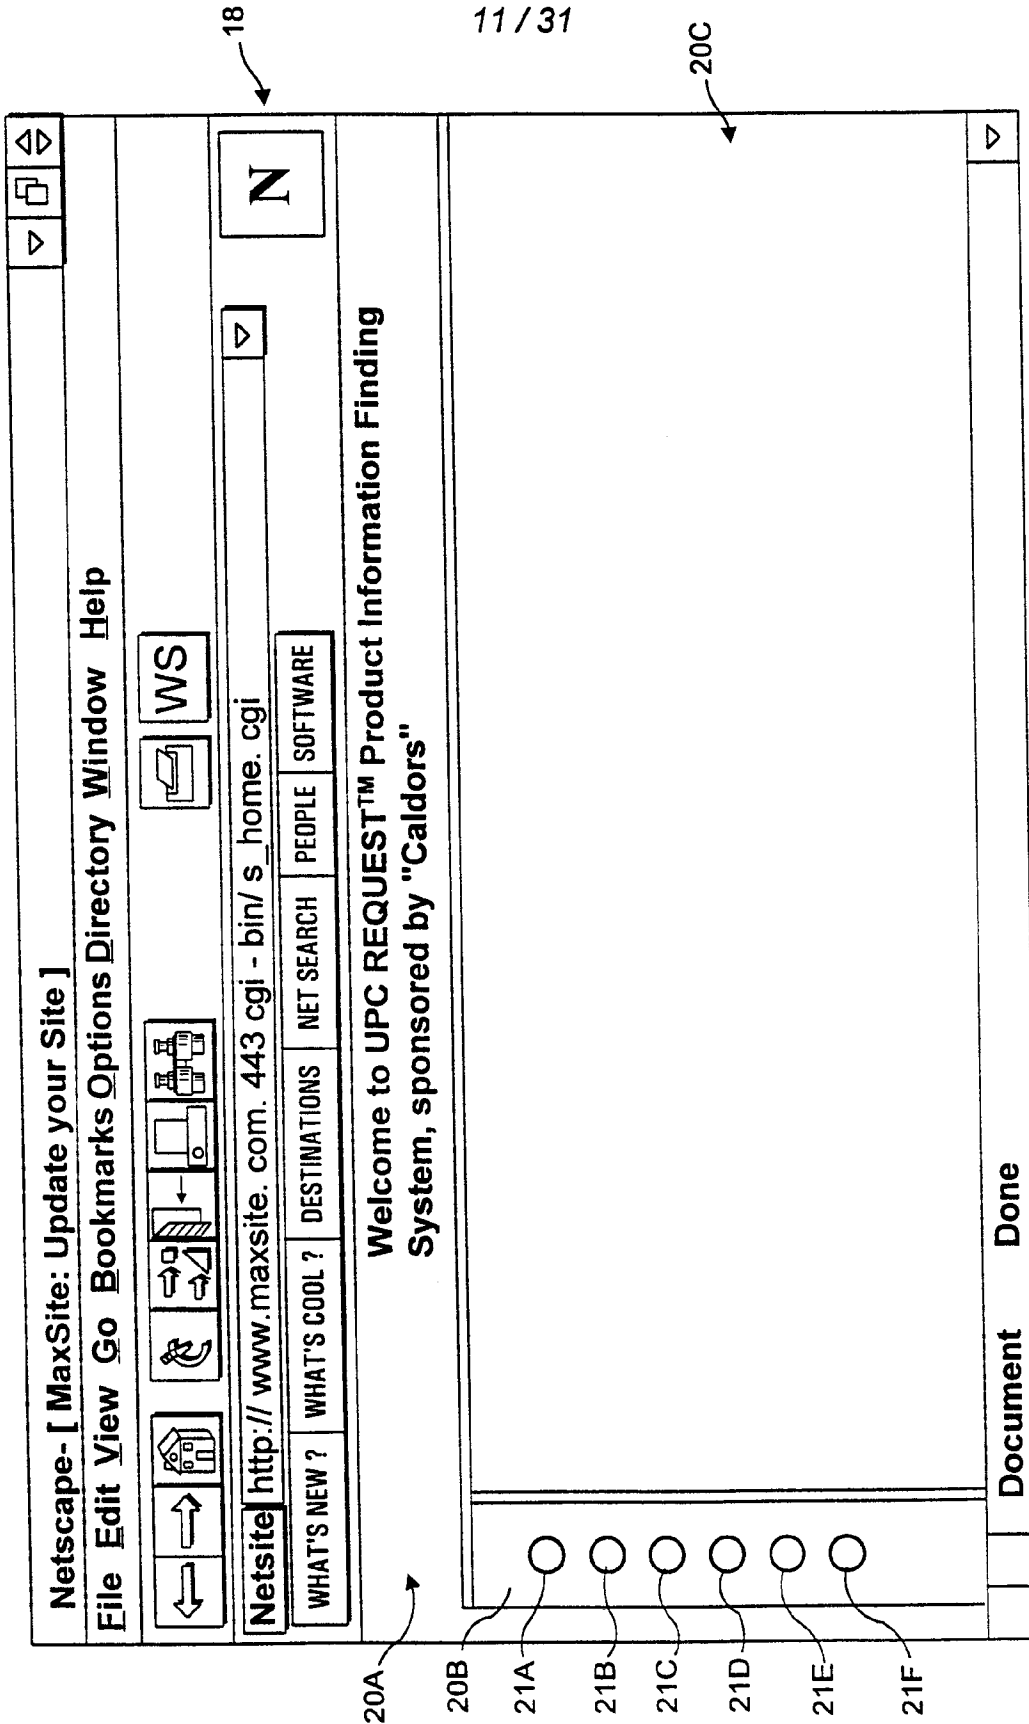 11 / 31
18
Netscape- [ MaxSite: Update your Site ]
File Edit View Go Bookmarks Options Directory Window Help
WS
Netsite http:// www.maxsite. com. 443 cgi - bin/ s_home. cgi
N
WHAT'S NEW ? WHAT'S COOL ? DESTINATIONS NET SEARCH PEOPLE SOFTWARE
Welcome to UPC REQUEST™ Product Information Finding
System, sponsored by "Caldors"
20A
20B
21A
21B
21C
21D
21E
21F
20C
Document Done